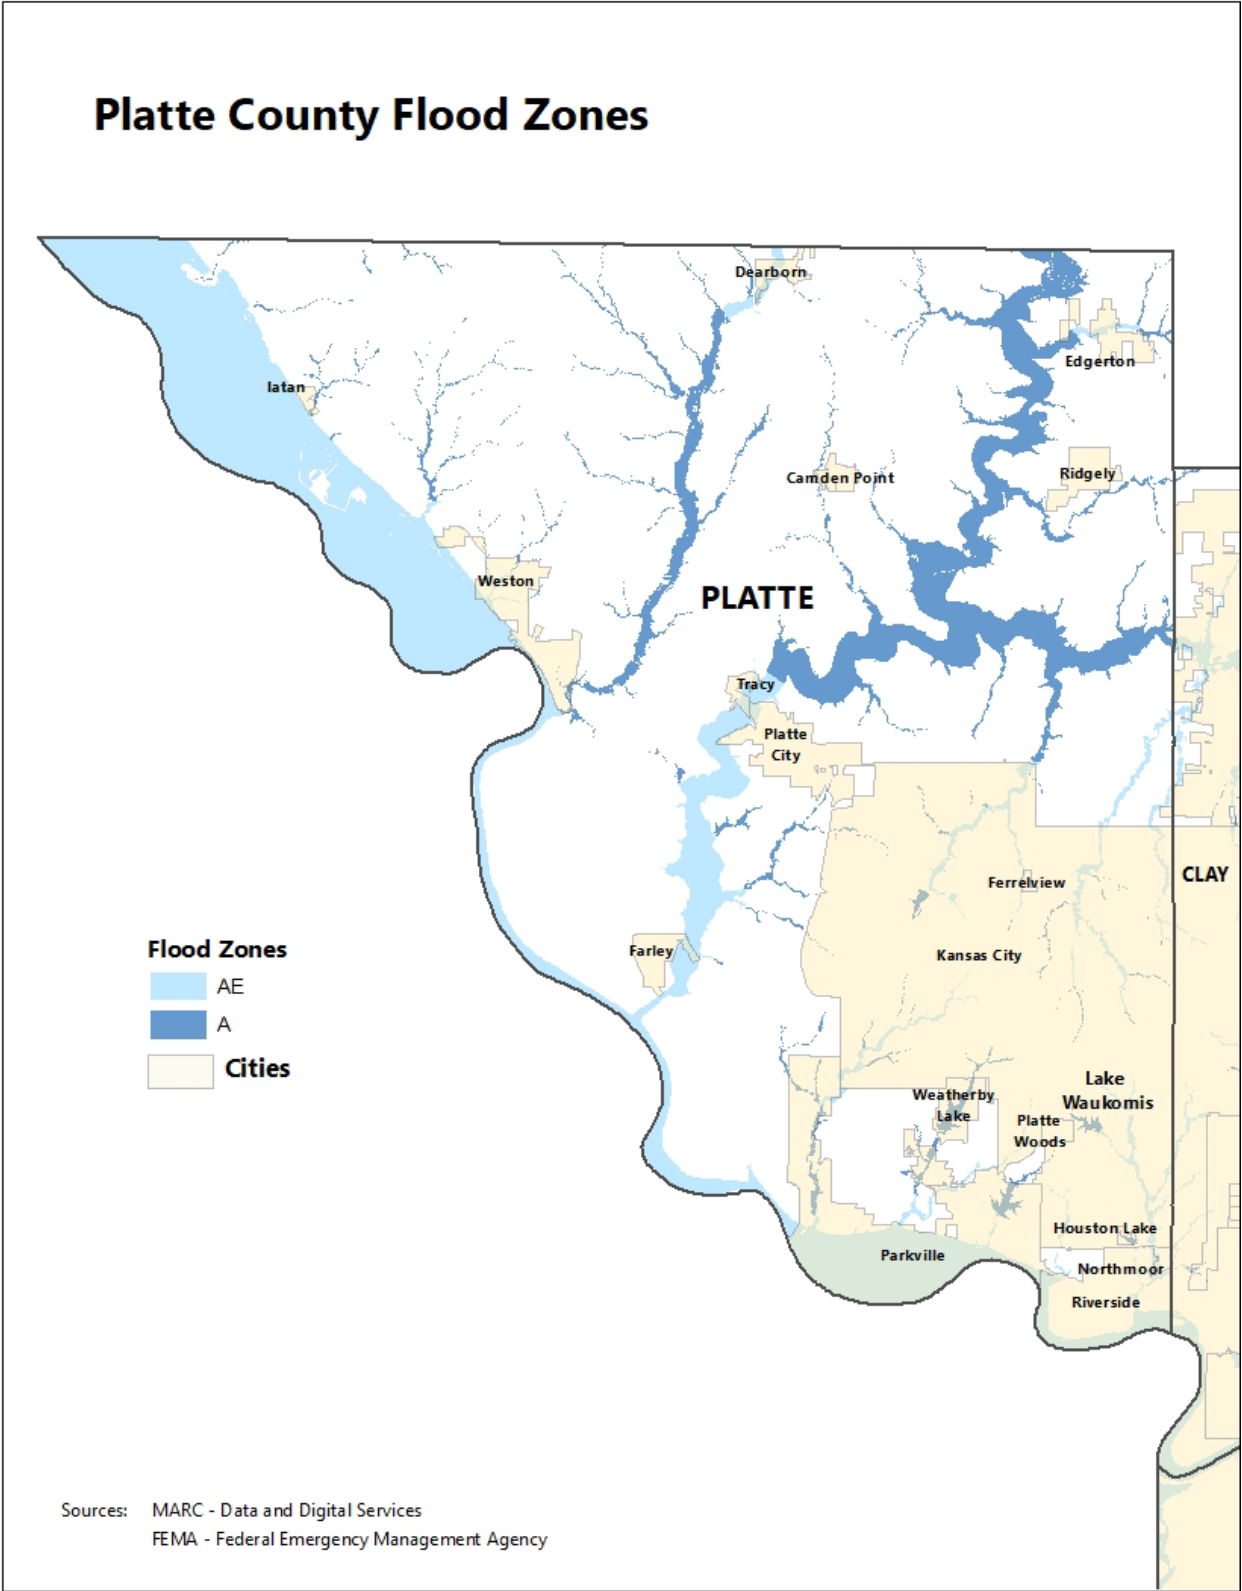 Platte County Flood Zones
Dearborn
Edgerton
Iatan
Camden Point
Ridgely
Weston
PLATTE
Tracy
Platte
City
CLAY
Ferrelview
Farley
Kansas City
Flood Zones
AE
A
Cities
Lake
Waukomis
Weatherby
Lake
Platte
Woods
Houston Lake
Parkville
Northmoor
Riverside
Sources: MARC - Data and Digital Services
FEMA - Federal Emergency Management Agency